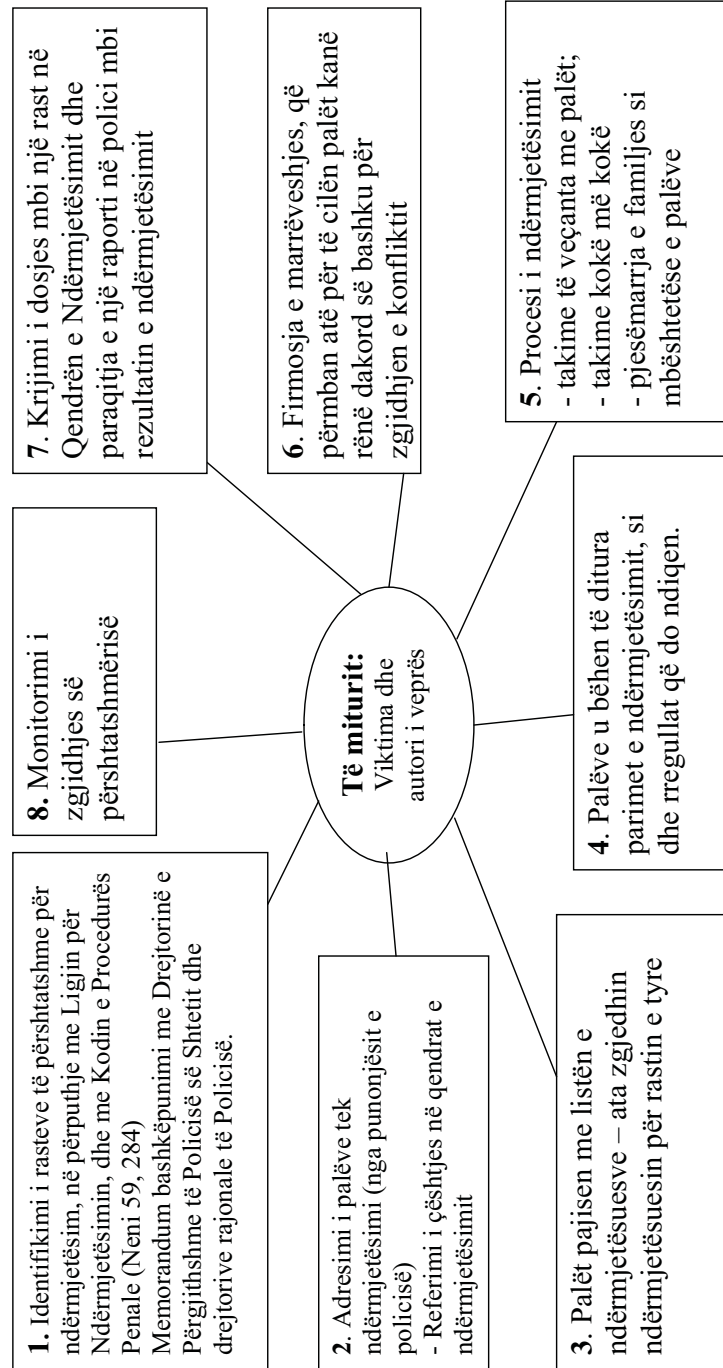 1. Identifikimi i rasteve të përshtatshme për
ndërmjetësim, në përputhje me Ligjin për
Ndërmjetësimin, dhe me Kodin e Procedurës
Penale (Neni 59, 284)
Memorandum bashkëpunimi me Drejtorinë e
Përgjithshme të Policisë së Shtetit dhe
drejtorive rajonale të Policisë.
2. Adresimi i palëve tek
ndërmjetësimi (nga punonjësit e
policisë)
- Referimi i çështjes në qendrat e
ndërmjetësimit
3. Palët pajisen me listën e
ndërmjetësuesve – ata zgjedhin
ndërmjetësuesin për rastin e tyre
4. Palëve u bëhen të ditura
parimet e ndërmjetësimit, si
dhe rregullat që do ndiqen.
5. Procesi i ndërmjetësimit
- takime të veçanta me palët;
- takime kokë më kokë
- pjesëmarrja e familjes si
mbështetëse e palëve
6. Firmosja e marrëveshjes, që
përmban atë për të cilën palët kanë
rënë dakord së bashku për
zgjidhjen e konfliktit
7. Krijimi i dosjes mbi një rast në
Qendrën e Ndërmjetësimit dhe
paraqitja e një raporti në polici mbi
rezultatin e ndërmjetësimit
8. Monitorimi i
zgjidhjes së
përshtatshmërisë
Të miturit:
Viktima dhe
autori i veprës